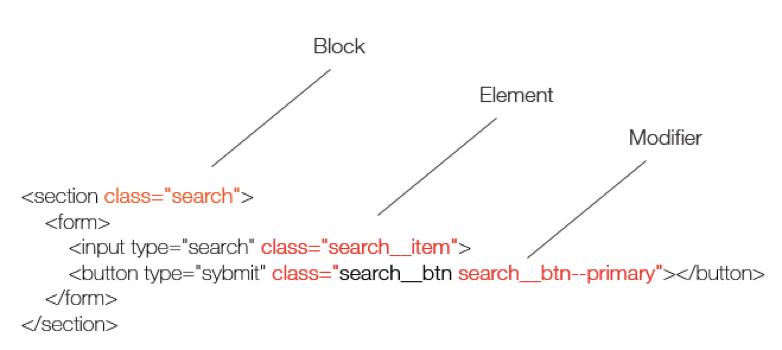 Block
Element
Modifier
<section class="search">
<form>
<input type="search" class="search__item">
<button type="sybmit" class="search__btn search__btn--primary"></button>
</form>
</section>